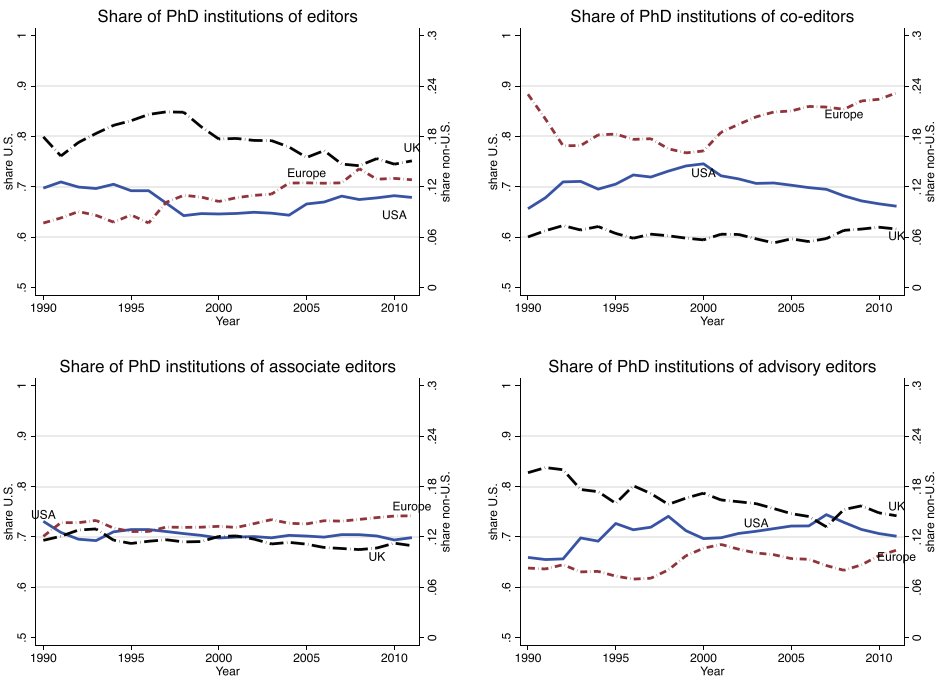 Share of PhD institutions of editors
share U.S.
1
.9
.8
.7
.6
.5
share non-U.S.
.3
.24
.18
.12
.06
0
UK
Europe
USA
1990 1995 2000 2005 2010
Year
Share of PhD institutions of co-editors
share U.S.
1
.9
.8
.7
.6
.5
share non-U.S.
.3
.24
.18
.12
.06
0
Europe
USA
UK
1990 1995 2000 2005 2010
Year
Share of PhD institutions of associate editors
share U.S.
1
.9
.8
.7
.6
.5
share non-U.S.
.3
.24
.18
.12
.06
0
USA
Europe
UK
1990 1995 2000 2005 2010
Year
Share of PhD institutions of advisory editors
share U.S.
1
.9
.8
.7
.6
.5
share non-U.S.
.3
.24
.18
.12
.06
0
UK
USA
Europe
1990 1995 2000 2005 2010
Year